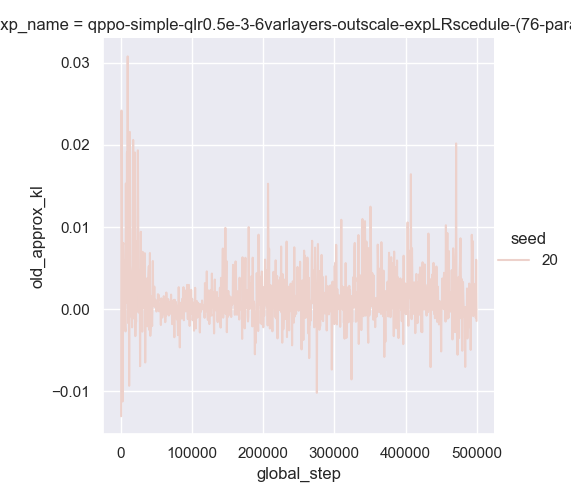 xp_name = qppo-simple-qlr0.5e-3-6varlayers-outscale-expLRscedule-(76-para
0.03
0.02
0.01
0.00
−0.01
old_approx_kl
0 100000 200000 300000 400000 500000
global_step
seed
20